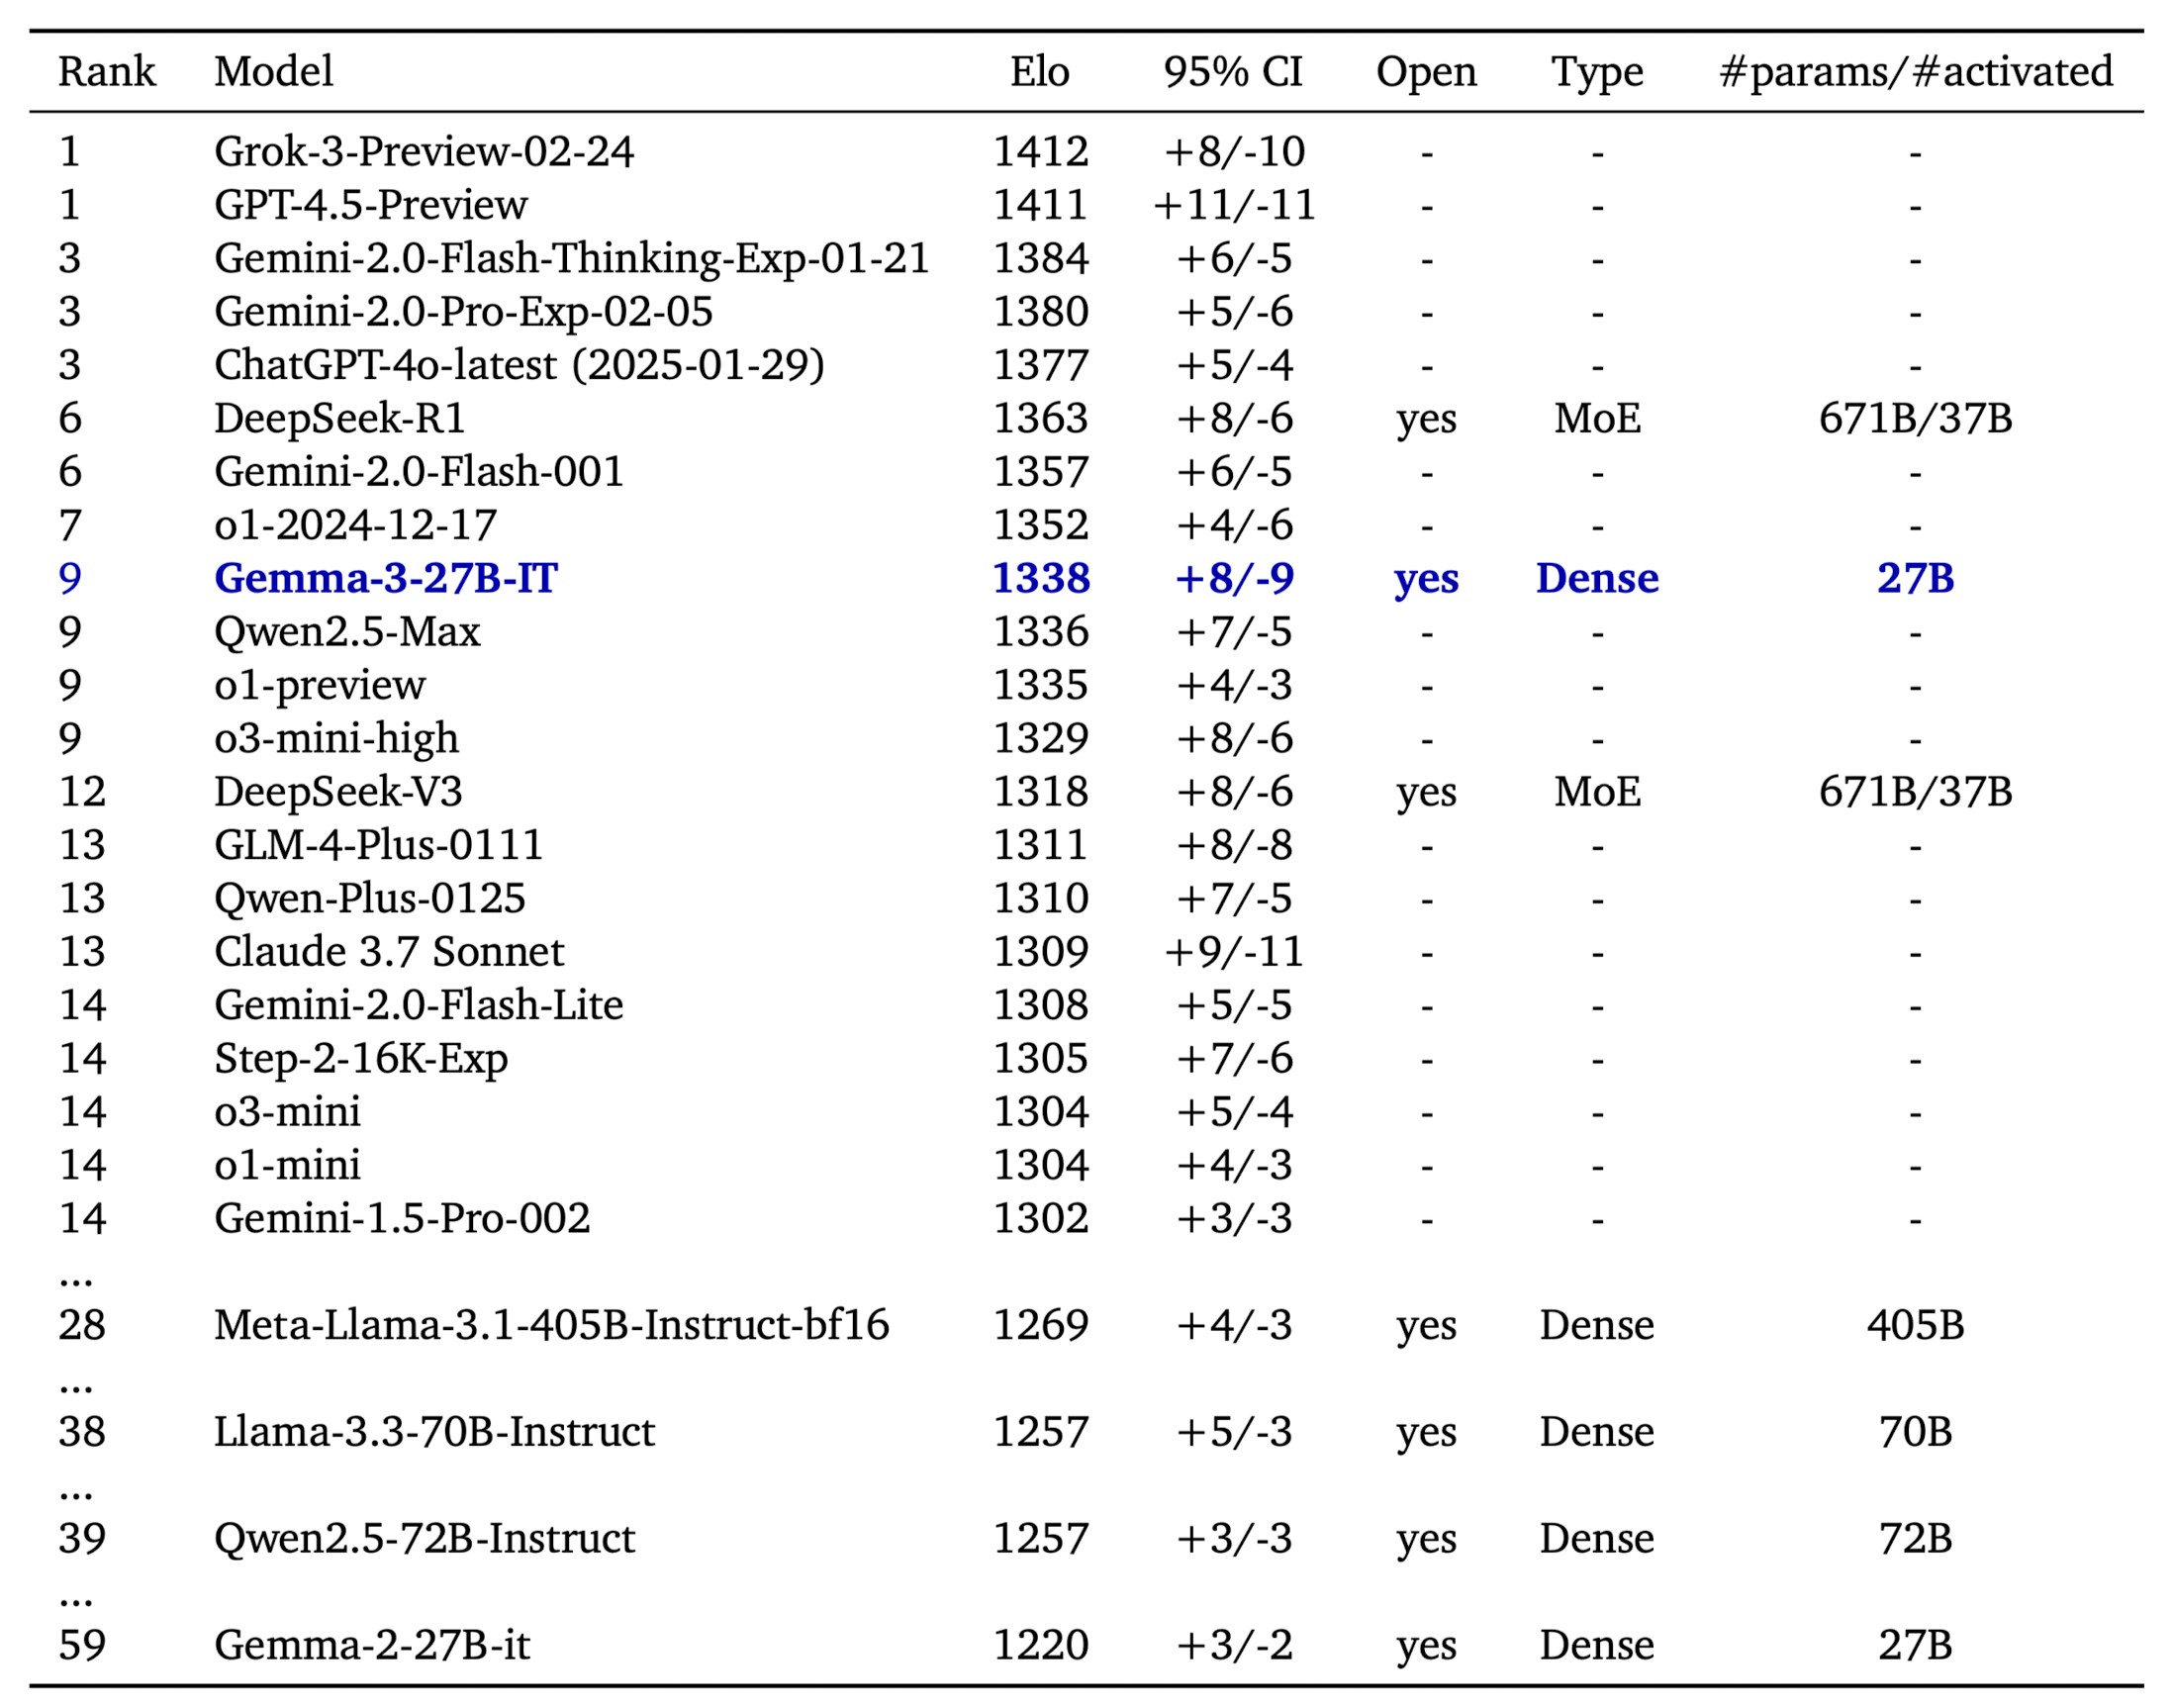 Rank Model Elo 95% CI Open Type #params/#activated
1 Grok-3-Preview-02-24 1412 +8/-10 - - -
1 GPT-4.5-Preview 1411 +11/-11 - - -
3 Gemini-2.0-Flash-Thinking-Exp-01-21 1384 +6/-5 - - -
3 Gemini-2.0-Pro-Exp-02-05 1380 +5/-6 - - -
3 ChatGPT-4o-latest (2025-01-29) 1377 +5/-4 - - -
6 DeepSeek-R1 1363 +8/-6 yes MoE 671B/37B
6 Gemini-2.0-Flash-001 1357 +6/-5 - - -
7 o1-2024-12-17 1352 +4/-6 - - -
9 Gemma-3-27B-IT 1338 +8/-9 yes Dense 27B
9 Qwen2.5-Max 1336 +7/-5 - - -
9 o1-preview 1335 +4/-3 - - -
9 o3-mini-high 1329 +8/-6 - - -
12 DeepSeek-V3 1318 +8/-6 yes MoE 671B/37B
13 GLM-4-Plus-0111 1311 +8/-8 - - -
13 Qwen-Plus-0125 1310 +7/-5 - - -
13 Claude 3.7 Sonnet 1309 +9/-11 - - -
14 Gemini-2.0-Flash-Lite 1308 +5/-5 - - -
14 Step-2-16K-Exp 1305 +7/-6 - - -
14 o3-mini 1304 +5/-4 - - -
14 o1-mini 1304 +4/-3 - - -
14 Gemini-1.5-Pro-002 1302 +3/-3 - - -
...
28 Meta-Llama-3.1-405B-Instruct-bf16 1269 +4/-3 yes Dense 405B
...
38 Llama-3.3-70B-Instruct 1257 +5/-3 yes Dense 70B
...
39 Qwen2.5-72B-Instruct 1257 +3/-3 yes Dense 72B
...
59 Gemma-2-27B-it 1220 +3/-2 yes Dense 27B